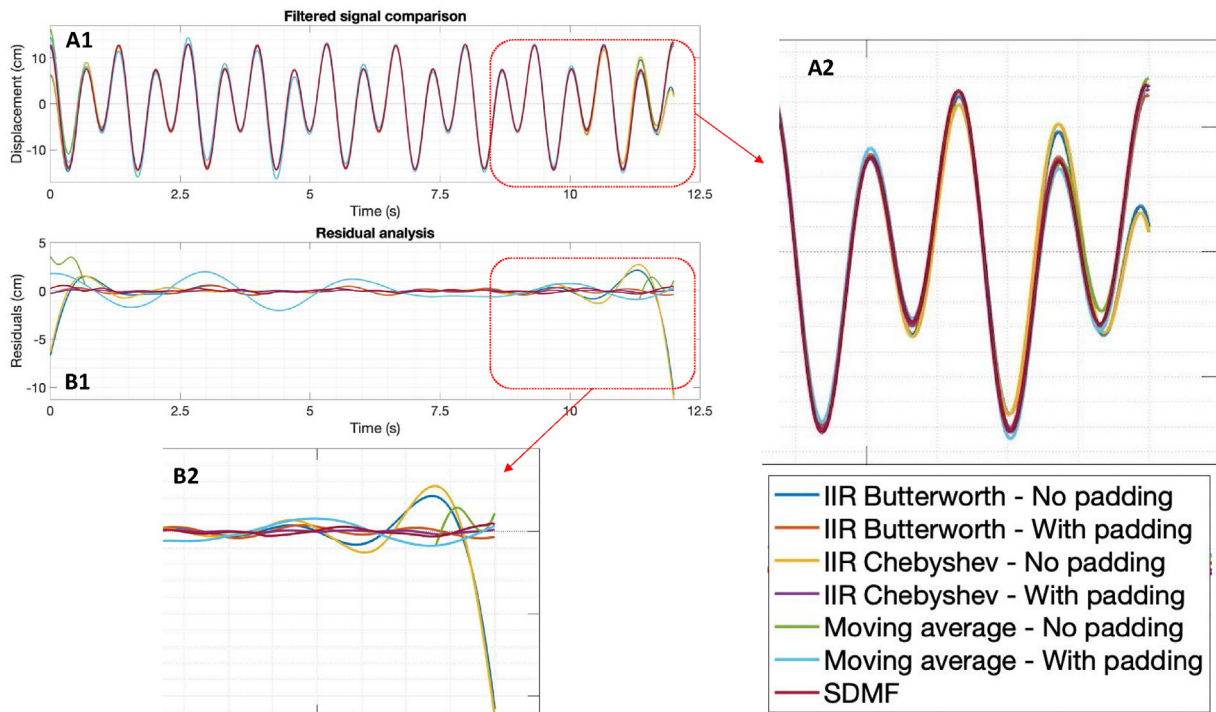 Filtered signal comparison
A1
Displacement (cm)
10
0
-10
0
2.5
5
7.5
10
12.5
Time (s)
Residual analysis
B1
Residuals (cm)
5
0
-5
-10
0
2.5
5
7.5
10
12.5
Time (s)
A2
B2
IIR Butterworth - No padding
IIR Butterworth - With padding
IIR Chebyshev - No padding
IIR Chebyshev - With padding
Moving average - No padding
Moving average - With padding
SDMF